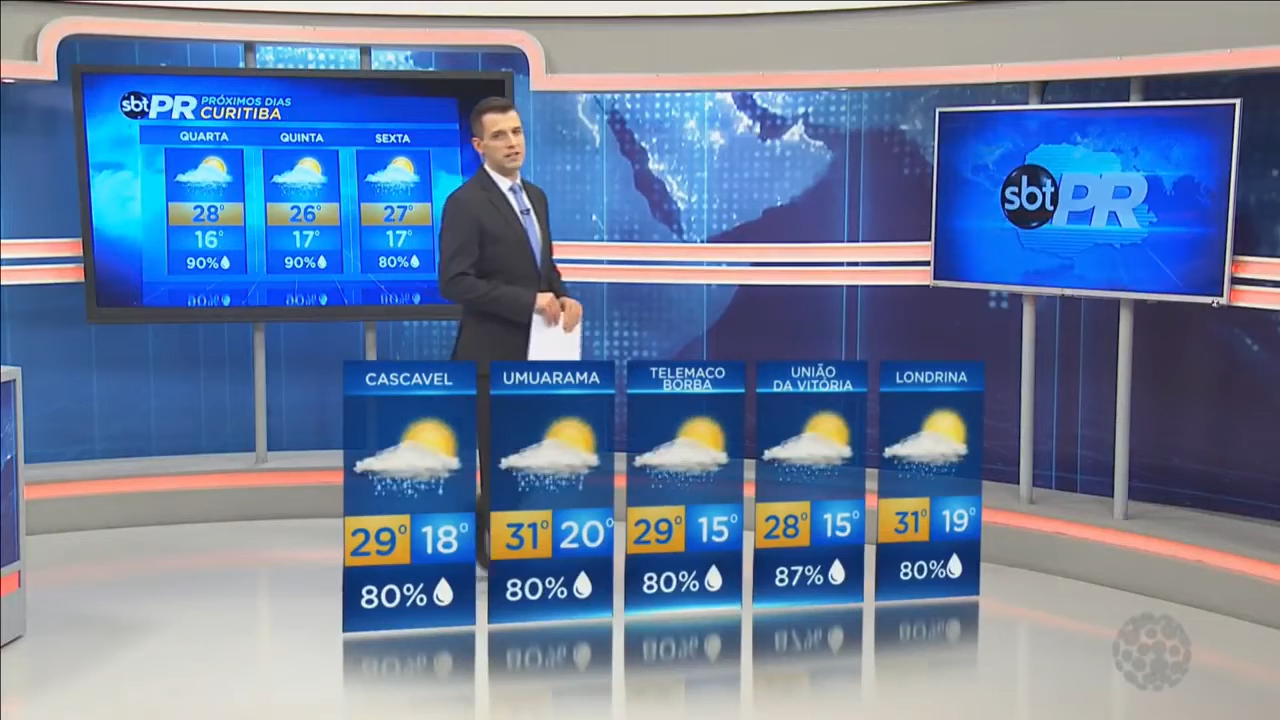 sbt PR PRÓXIMOS DIAS
CURITIBA
QUARTA QUINTA SEXTA
28° 26° 27°
16° 17° 17°
90% 90% 80%
sbt PR
CASCAVEL UMUARAMA TELEMACO BORBA UNIÃO DA VITÓRIA LONDRINA
29° 18° 31° 20° 29° 15° 28° 15° 31° 19°
80% 80% 80% 87% 80%